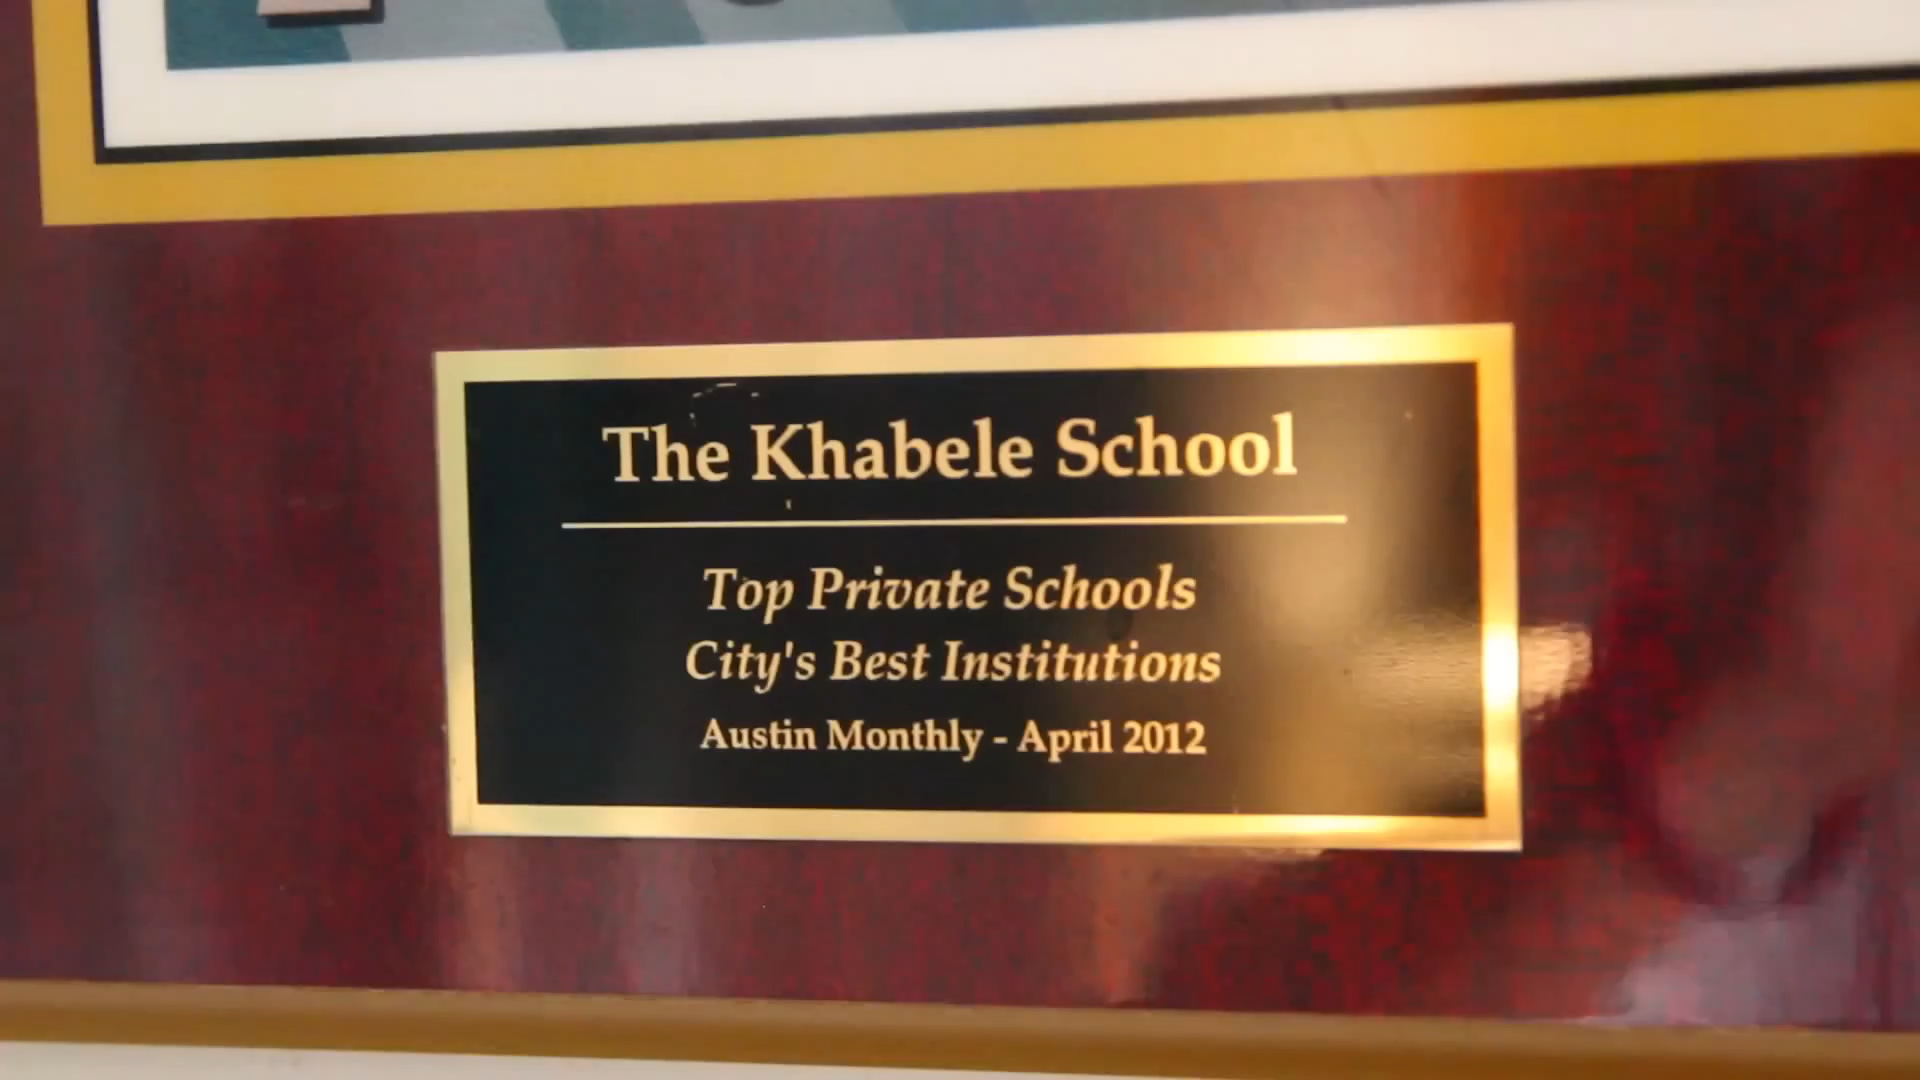 The Khabele School
Top Private Schools
City's Best Institutions
Austin Monthly - April 2012